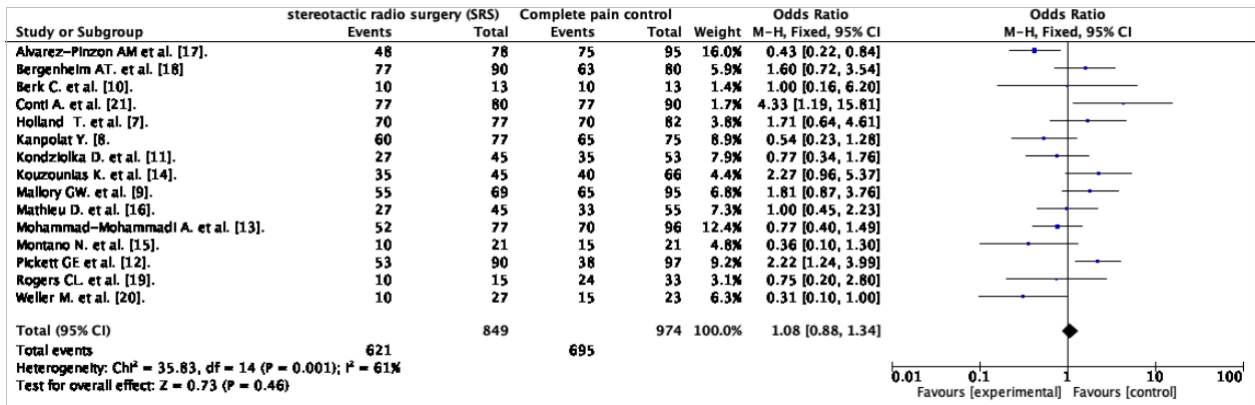 stereotactic radio surgery (SRS) Complete pain control Odds Ratio Odds Ratio
Study or Subgroup Events Total Events Total Weight M-H, Fixed, 95% CI M-H, Fixed, 95% CI
Alvarez-Pinzon AM et al. [17]. 48 78 75 95 16.0% 0.43 [0.22, 0.84]
Bergenheim AT. et al. [18] 77 90 63 80 5.9% 1.60 [0.72, 3.54]
Berk C. et al. [10]. 10 13 10 13 1.4% 1.00 [0.16, 6.20]
Conti A. et al. [21]. 77 80 77 90 1.7% 4.33 [1.19, 15.81]
Holland T. et al. [7]. 70 77 70 82 3.8% 1.71 [0.64, 4.61]
Kanpolat Y. [8. 60 77 65 75 8.9% 0.54 [0.23, 1.28]
Kondziolka D. et al. [11]. 27 45 35 53 7.9% 0.77 [0.34, 1.76]
Kouzounias K. et al. [14]. 35 45 40 66 4.4% 2.27 [0.96, 5.37]
Mallory GW. et al. [9]. 55 69 65 95 6.8% 1.81 [0.87, 3.76]
Mathieu D. et al. [16]. 27 45 33 55 7.3% 1.00 [0.45, 2.23]
Mohammad-Mohammadi A. et al. [13]. 52 77 70 96 12.4% 0.77 [0.40, 1.49]
Montano N. et al. [15]. 10 21 15 21 4.8% 0.36 [0.10, 1.30]
Pickett GE et al. [12]. 53 90 38 97 9.2% 2.22 [1.24, 3.99]
Rogers CL. et al. [19]. 10 15 24 33 3.1% 0.75 [0.20, 2.80]
Weller M. et al. [20]. 10 27 15 23 6.3% 0.31 [0.10, 1.00]
Total (95% CI) 849 974 100.0% 1.08 [0.88, 1.34]
Total events 621 695
Heterogeneity: Chi² = 35.83, df = 14 (P = 0.001); I² = 61%
Test for overall effect: Z = 0.73 (P = 0.46)
0.01 0.1 1 10 100
Favours [experimental] Favours [control]